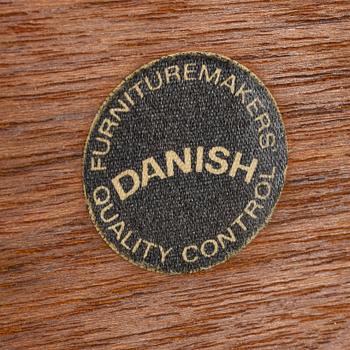 FURNITUREMAKERS'
DANISH
QUALITY CONTROL